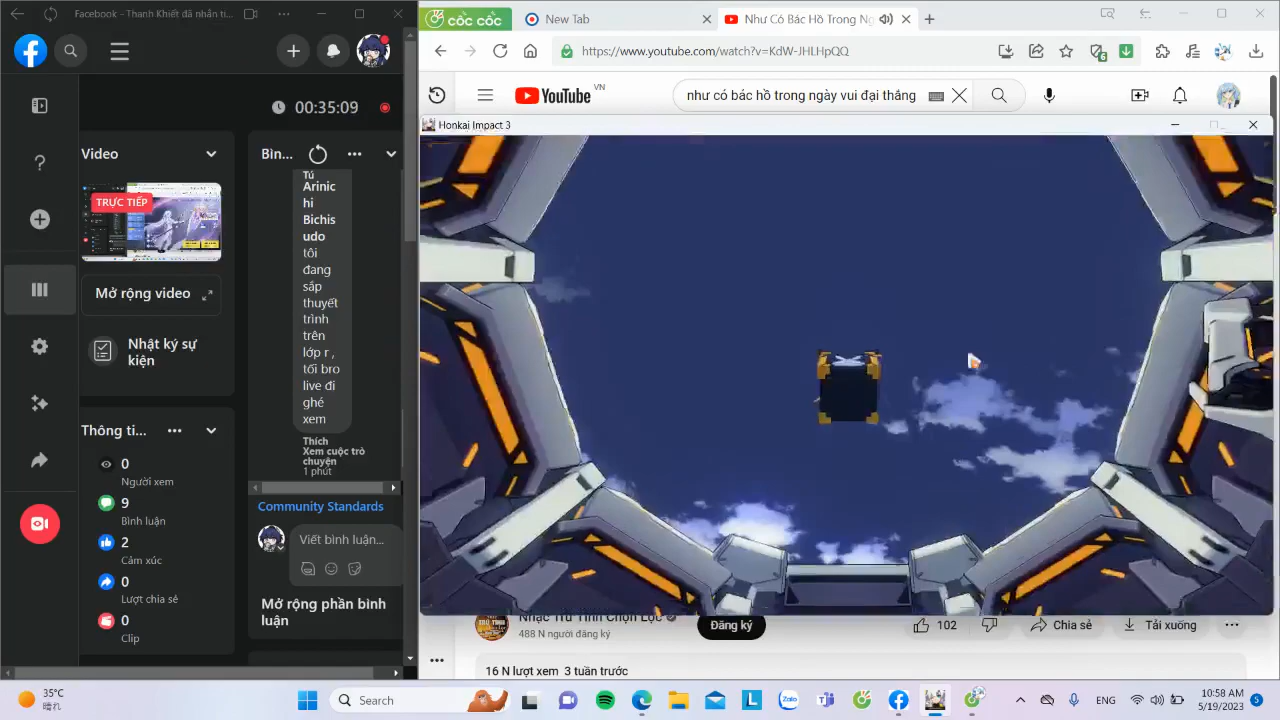 Facebook - Thanh Khiết đã nhắn ti...
00:35:09
Video
TRỰC TIẾP
Mở rộng video
Nhật ký sự
kiện
Thông ti...
0
Người xem
9
Bình luận
2
Cảm xúc
0
Lượt chia sẻ
0
Clip
Bìn...
Tú
Arinic
hi
Bichis
udo
tôi
đang
sắp
thuyết
trình
trên
lớp r ,
tối bro
live đi
ghé
xem
Thích
Xem cuộc trò
chuyện
1 phút
Community Standards
Viết bình luận...
Mở rộng phần bình
luận
CỐC CỐC
New Tab
Như Có Bác Hồ Trong Ng
https://www.youtube.com/watch?v=KdW-JHLHpQQ
6
YouTube
VN
như có bác hồ trong ngày vui đại thắng
Honkai Impact 3
Nhạc Trữ Tình Chọn Lọc
488 N người đăng ký
Đăng ký
102
Chia sẻ
Tải xuống
16 N lượt xem 3 tuần trước
35°C
晴れ
Search
Zalo
ENG
10:58 AM
5/19/2023
5